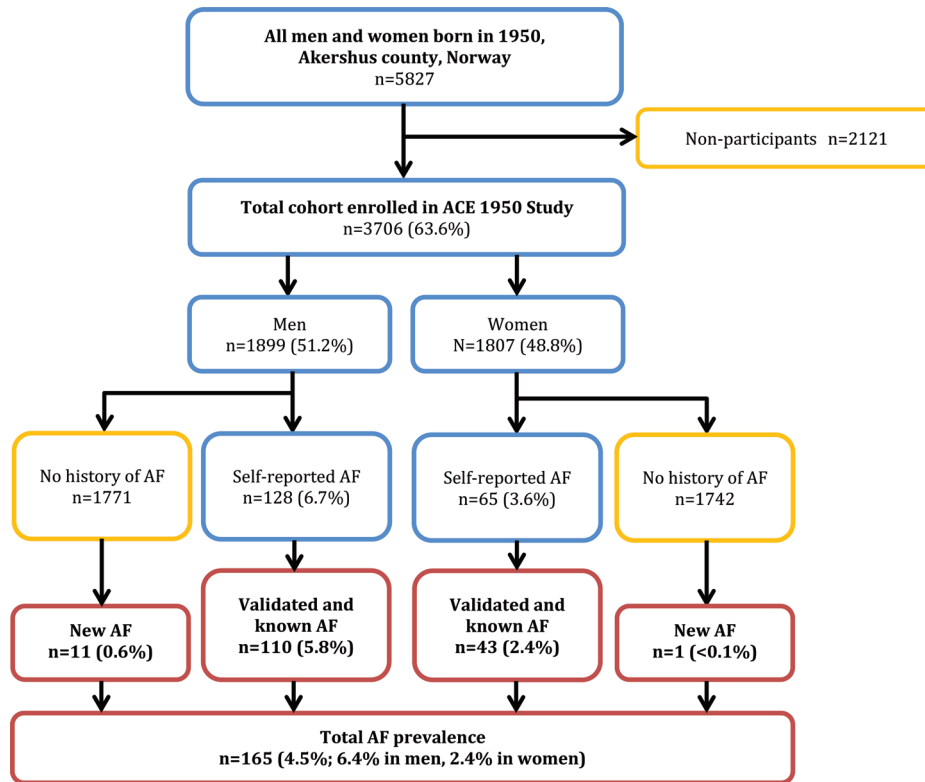 All men and women born in 1950,
Akershus county, Norway
n=5827
Non-participants n=2121
Total cohort enrolled in ACE 1950 Study
n=3706 (63.6%)
Men
n=1899 (51.2%)
Women
N=1807 (48.8%)
No history of AF
n=1771
Self-reported AF
n=128 (6.7%)
Self-reported AF
n=65 (3.6%)
No history of AF
n=1742
New AF
n=11 (0.6%)
Validated and
known AF
n=110 (5.8%)
Validated and
known AF
n=43 (2.4%)
New AF
n=1 (<0.1%)
Total AF prevalence
n=165 (4.5%; 6.4% in men, 2.4% in women)